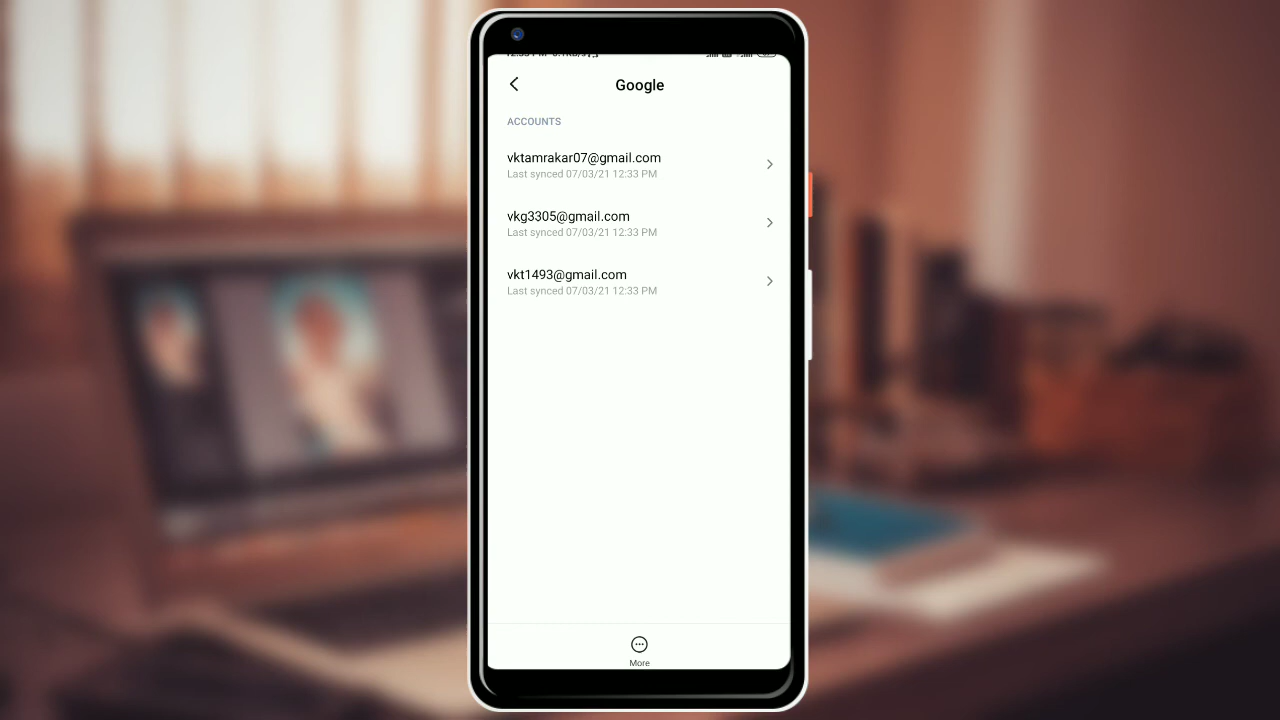 Google
ACCOUNTS
vktamrakar07@gmail.com
Last synced 07/03/21 12:33 PM
vkg3305@gmail.com
Last synced 07/03/21 12:33 PM
vkt1493@gmail.com
Last synced 07/03/21 12:33 PM
More